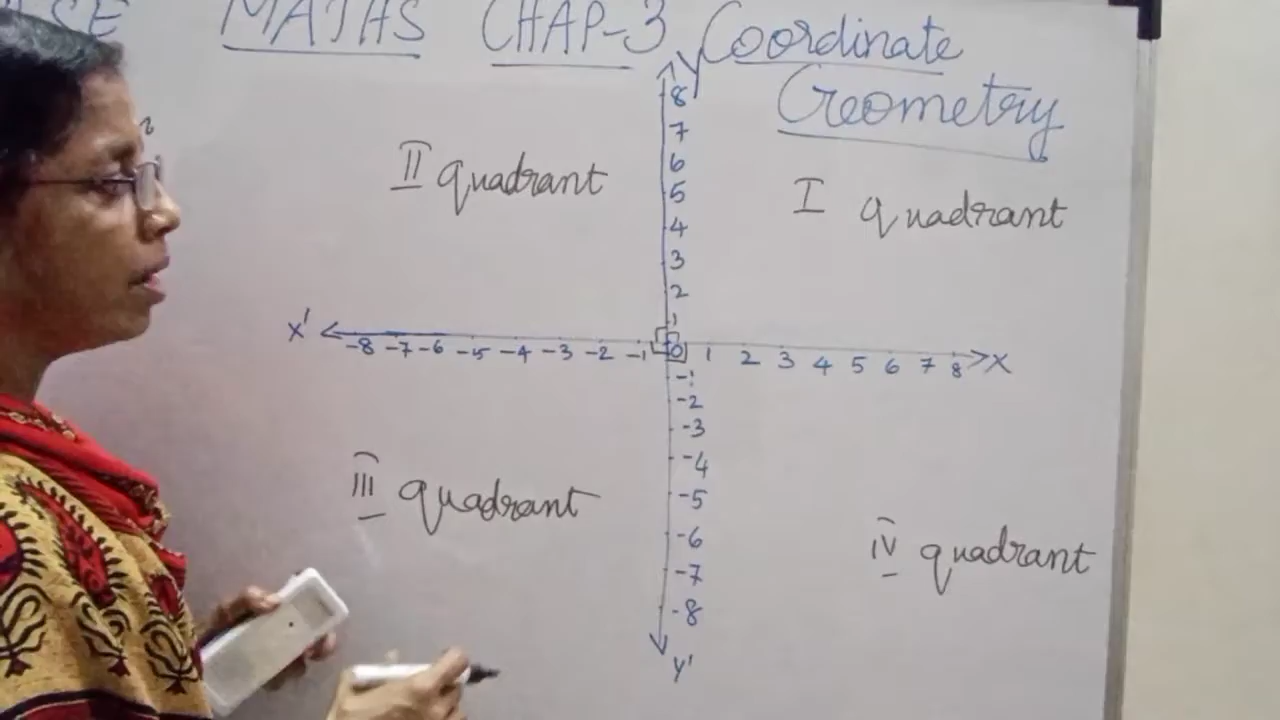 MATHS CHAP-3 Coordinate
Geometry
Y
8
7
6
5
4
3
2
1
II quadrant
I quadrant
X' -8 -7 -6 -5 -4 -3 -2 -1 0 1 2 3 4 5 6 7 8 X
-1
-2
-3
-4
-5
-6
-7
-8
Y'
III quadrant
IV quadrant